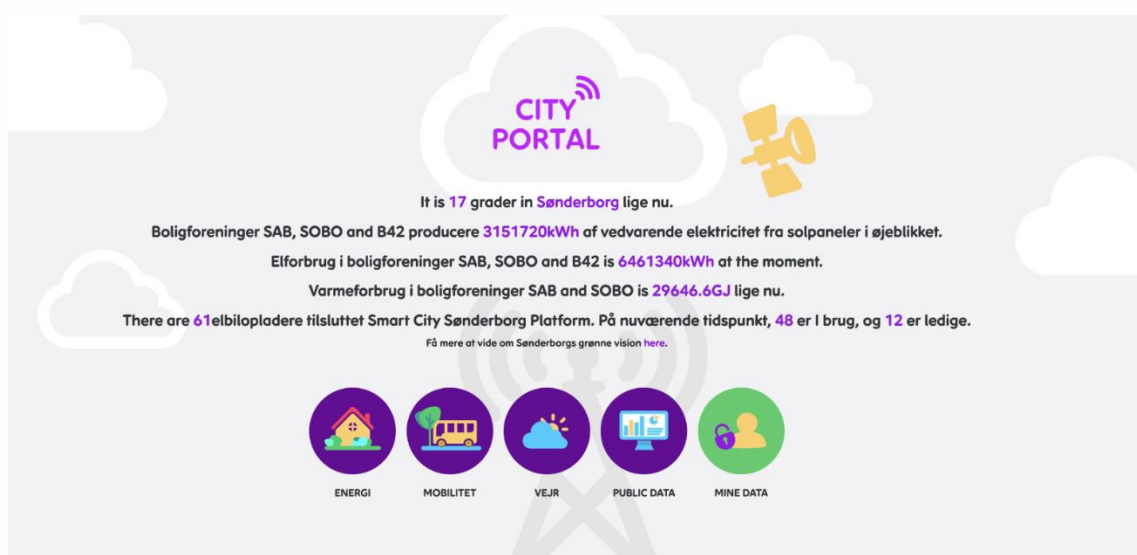 CITY
PORTAL
It is 17 grader in Sønderborg lige nu.
Boligforeninger SAB, SOBO and B42 producere 3151720kWh af vedvarende elektricitet fra solpaneler i øjeblikket.
Elforbrug i boligforeninger SAB, SOBO and B42 is 6461340kWh at the moment.
Varmeforbrug i boligforeninger SAB and SOBO is 29646.6GJ lige nu.
There are 61elbilopladere tilsluttet Smart City Sønderborg Platform. På nuværende tidspunkt, 48 er I brug, og 12 er ledige.
Få mere at vide om Sønderborgs grønne vision here.
ENERGI MOBILITET VEJR PUBLIC DATA MINE DATA